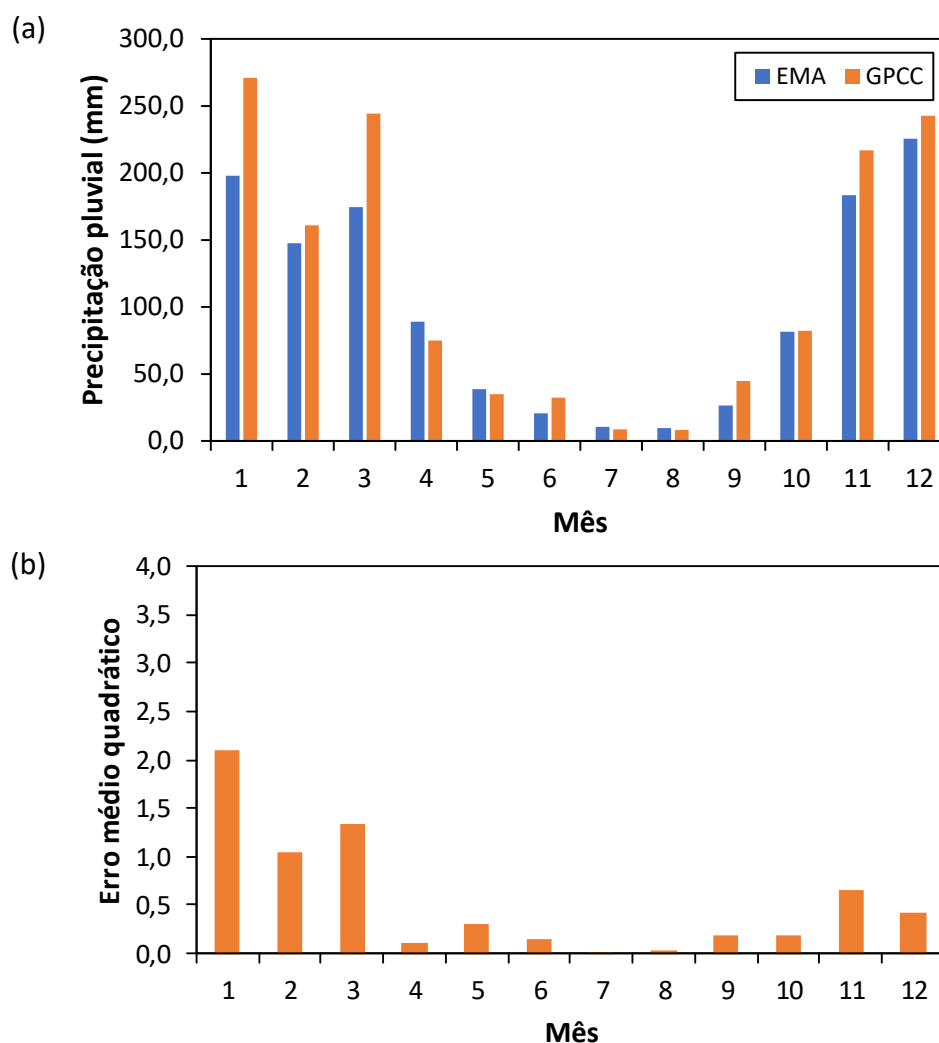 (a)
300,0
250,0
200,0
150,0
100,0
50,0
0,0
Precipitação pluvial (mm)
EMA GPCC
1 2 3 4 5 6 7 8 9 10 11 12
Mês
(b)
4,0
3,5
3,0
2,5
2,0
1,5
1,0
0,5
0,0
Erro médio quadrático
1 2 3 4 5 6 7 8 9 10 11 12
Mês